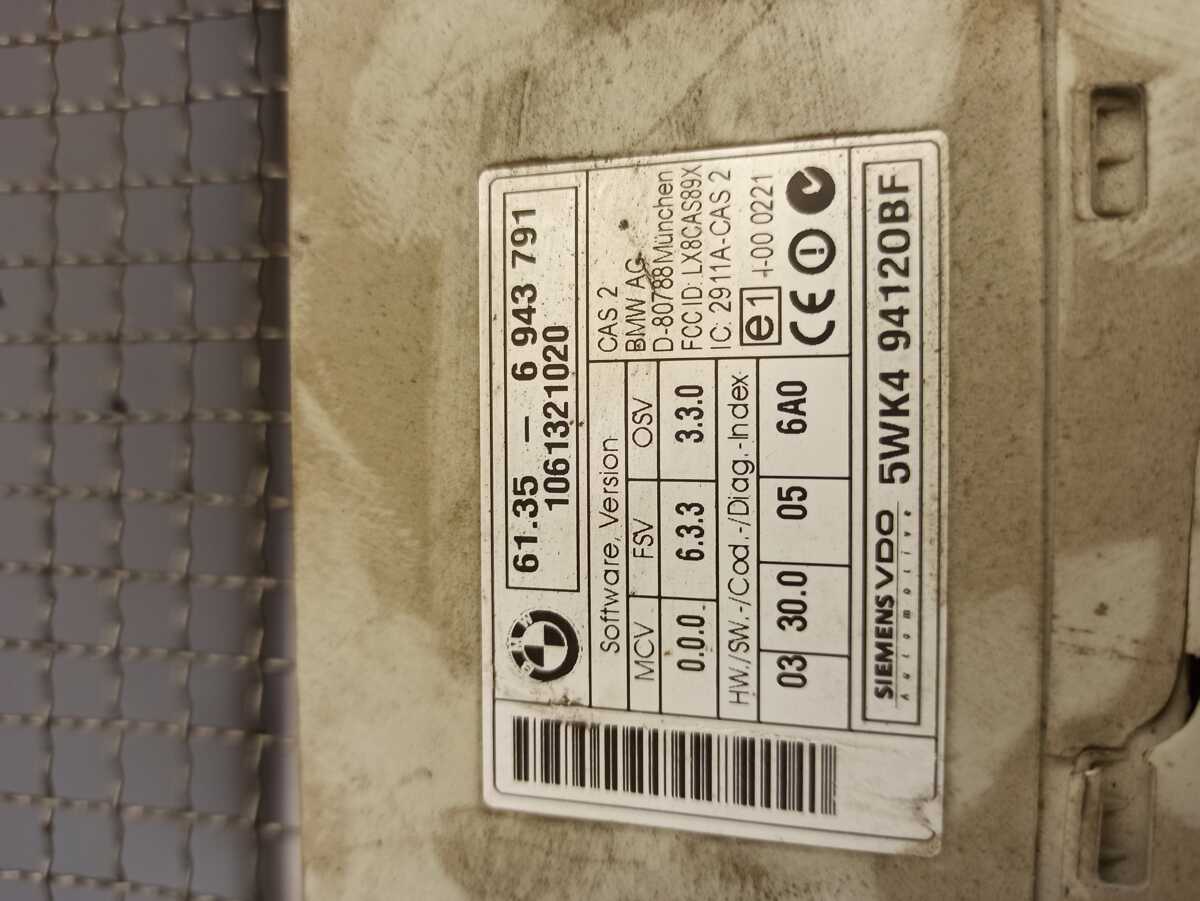 BMW
61.35 – 6 943 791
1061321020
Software, Version
MCV FSV OSV
0.0.0 6.3.3 3.3.0
HW./SW.-/Cod.-/Diag.-Index
03 30.0 05 6A0
CAS 2
BMW AG
D-80788 München
FCC ID: LX8CAS89X
IC: 2911A-CAS 2
e1 +00 0221
CE
SIEMENS VDO 5WK4 94120BF
Automotive